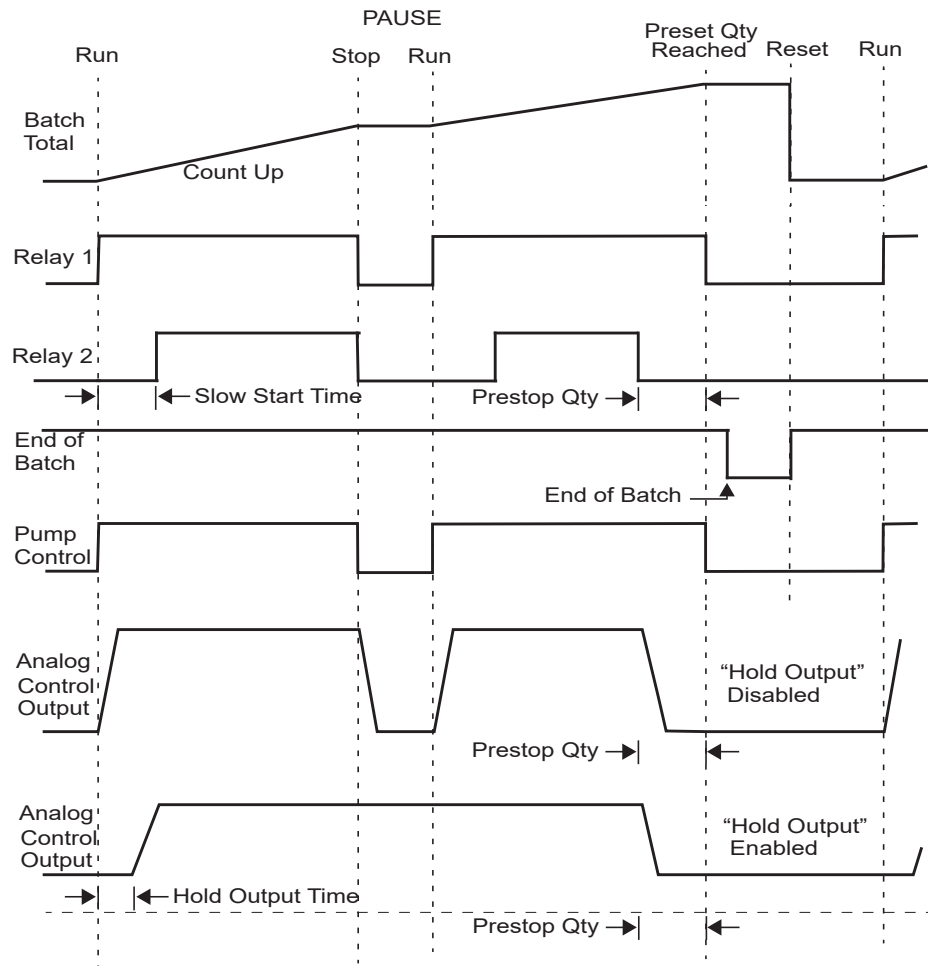 PAUSE
Run
Stop
Run
Preset Qty
Reached
Reset
Run
Batch
Total
Count Up
Relay 1
Relay 2
Slow Start Time
Prestop Qty
End of
Batch
End of Batch
Pump
Control
Analog
Control
Output
“Hold Output”
Disabled
Prestop Qty
Analog
Control
Output
“Hold Output”
Enabled
Hold Output Time
Prestop Qty